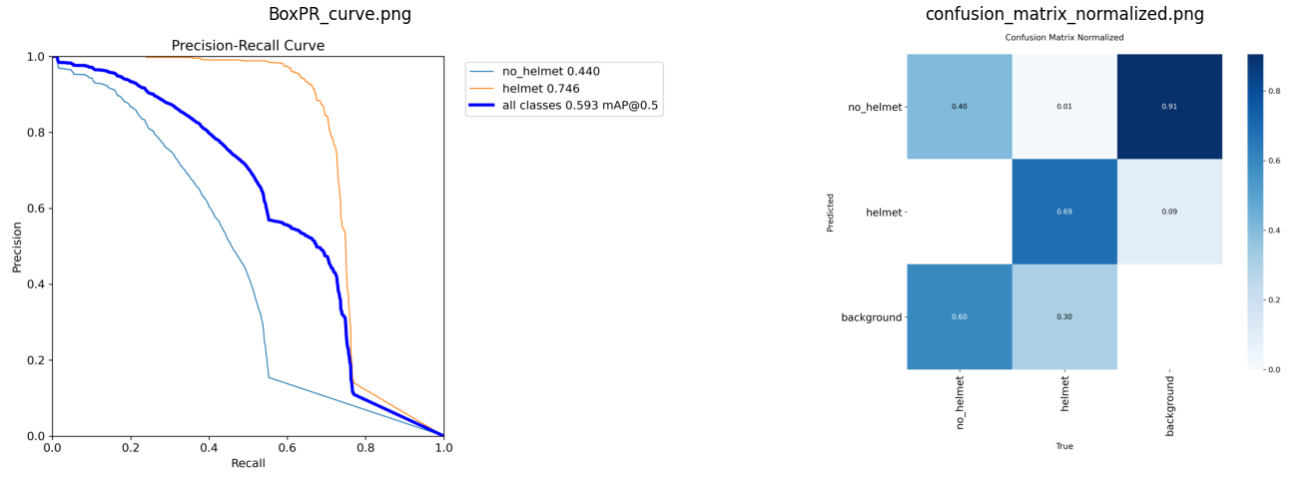 BoxPR_curve.png
Precision-Recall Curve
1.0
0.8
0.6
0.4
0.2
0.0
Precision
0.0 0.2 0.4 0.6 0.8 1.0
Recall
no_helmet 0.440
helmet 0.746
all classes 0.593 mAP@0.5
confusion_matrix_normalized.png
Confusion Matrix Normalized
no_helmet
0.40 0.01 0.91
helmet
0.69 0.09
background
0.60 0.30
Predicted
no_helmet
helmet
background
True
0.8
0.6
0.4
0.2
0.0